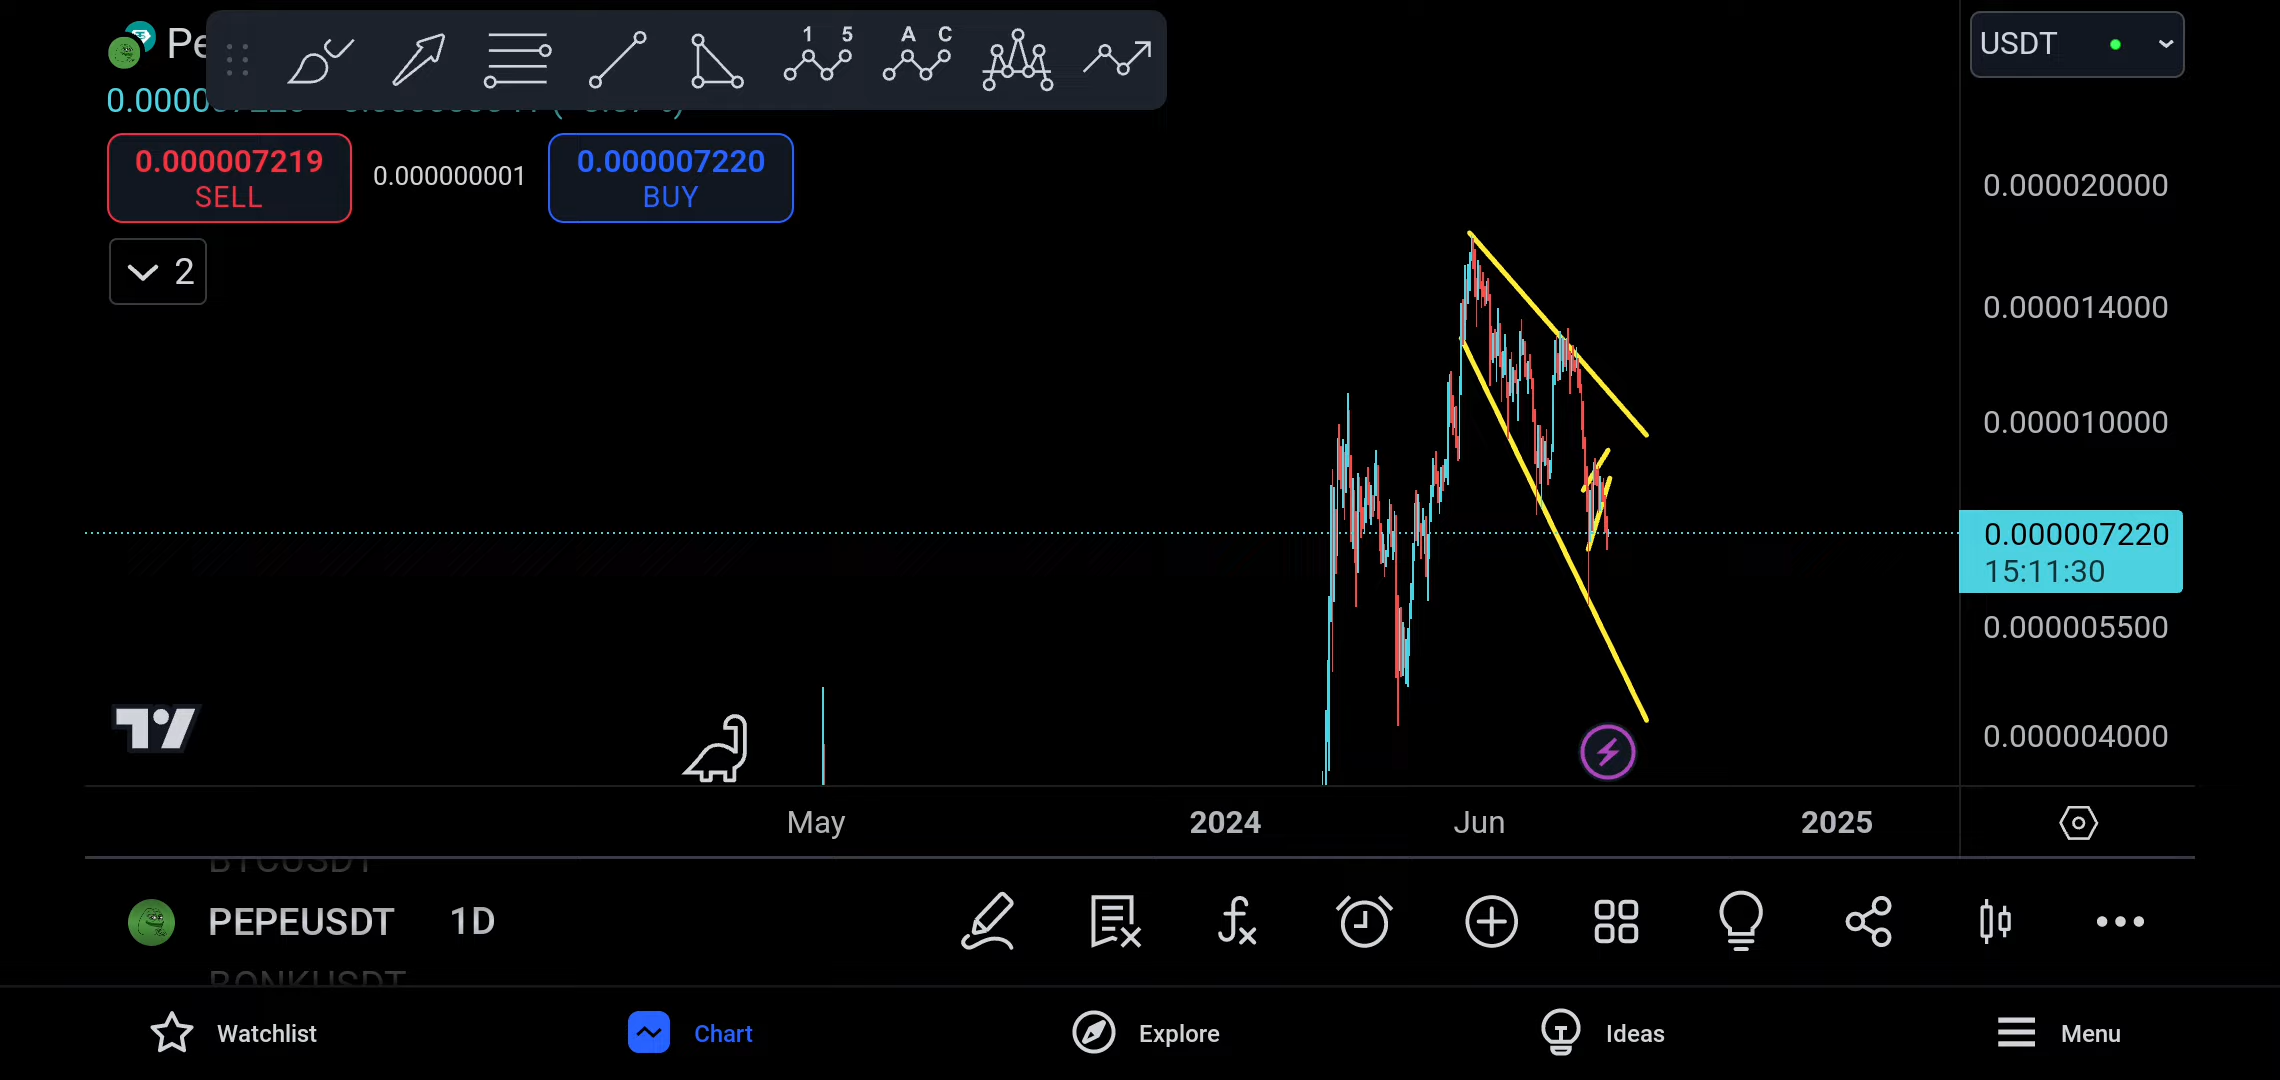 Pe
1 5
A C
USDT
0.000007219
SELL
0.000000001
0.000007220
BUY
2
0.000020000
0.000014000
0.000010000
0.000007220
15:11:30
0.000005500
0.000004000
May
2024
Jun
2025
BTCUSDT
PEPEUSDT 1D
BONKUSDT
Watchlist
Chart
Explore
Ideas
Menu